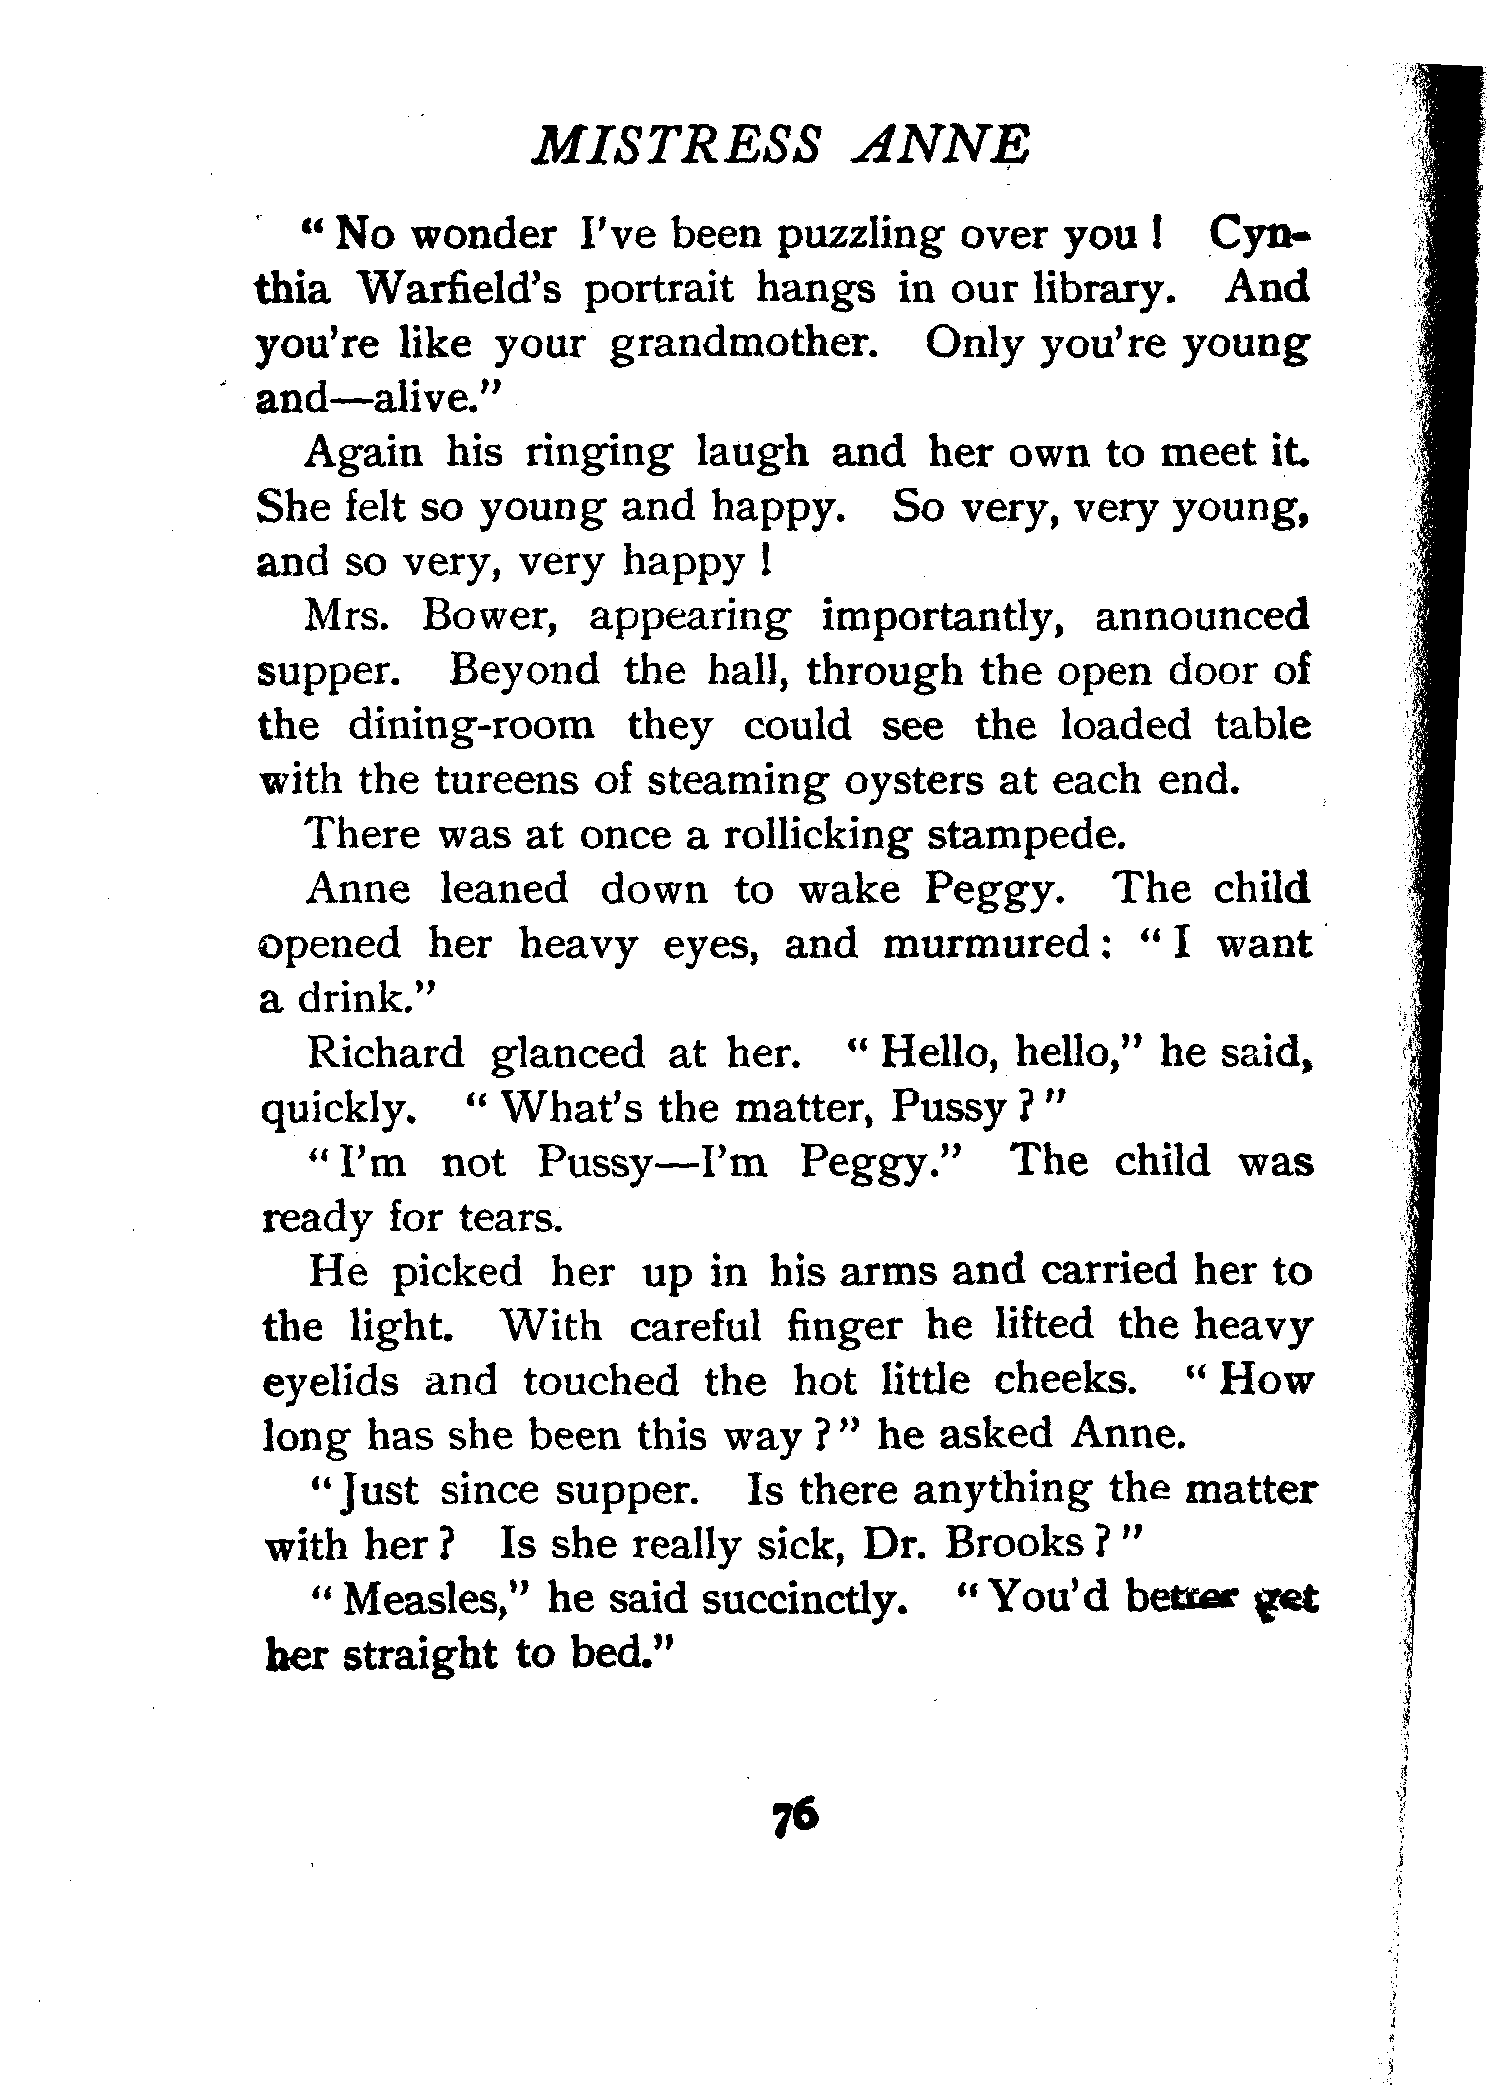 MISTRESS ANNE
“ No wonder I've been puzzling over you ! Cyn-
thia Warfield's portrait hangs in our library. And
you're like your grandmother. Only you're young
and—alive.”
Again his ringing laugh and her own to meet it.
She felt so young and happy. So very, very young,
and so very, very happy !
Mrs. Bower, appearing importantly, announced
supper. Beyond the hall, through the open door of
the dining-room they could see the loaded table
with the tureens of steaming oysters at each end.
There was at once a rollicking stampede.
Anne leaned down to wake Peggy. The child
opened her heavy eyes, and murmured : “ I want
a drink.”
Richard glanced at her. “ Hello, hello,” he said,
quickly. “ What's the matter, Pussy ? ”
“ I'm not Pussy—I'm Peggy.” The child was
ready for tears.
He picked her up in his arms and carried her to
the light. With careful finger he lifted the heavy
eyelids and touched the hot little cheeks. “ How
long has she been this way ? ” he asked Anne.
“ Just since supper. Is there anything the matter
with her ? Is she really sick, Dr. Brooks ? ”
“ Measles,” he said succinctly. “ You'd better get
her straight to bed.”
76